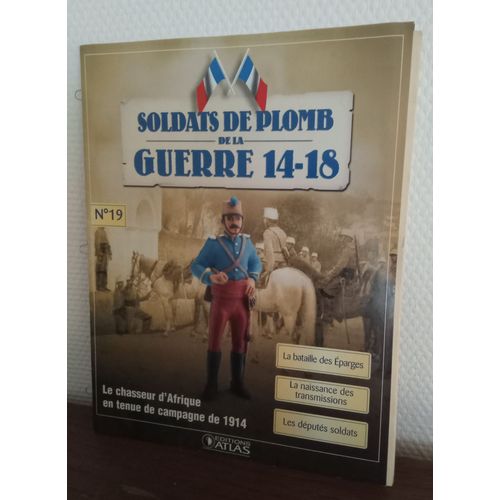 SOLDATS DE PLOMB
DE LA
GUERRE 14-18
N°19
La bataille des Éparges
La naissance des
transmissions
Les députés soldats
Le chasseur d'Afrique
en tenue de campagne de 1914
EDITIONS
ATLAS